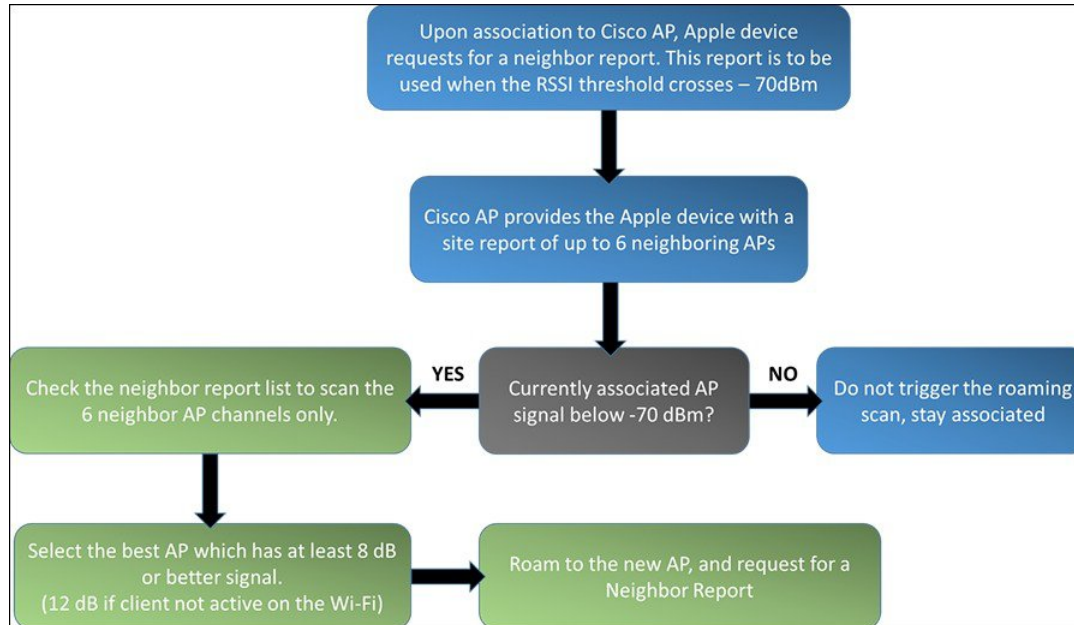 Upon association to Cisco AP, Apple device
requests for a neighbor report. This report is to be
used when the RSSI threshold crosses – 70dBm
Cisco AP provides the Apple device with a
site report of up to 6 neighboring APs
Check the neighbor report list to scan the
6 neighbor AP channels only.
YES
Currently associated AP
signal below -70 dBm?
NO
Do not trigger the roaming
scan, stay associated
Select the best AP which has at least 8 dB
or better signal.
(12 dB if client not active on the Wi-Fi)
Roam to the new AP, and request for a
Neighbor Report